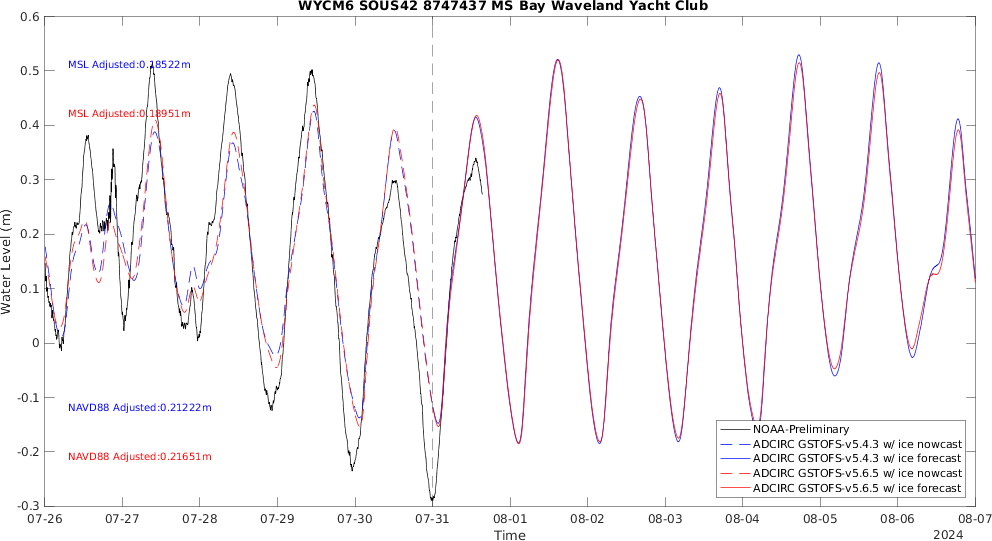 WYCM6 SOUS42 8747437 MS Bay Waveland Yacht Club
0.6
0.5
0.4
0.3
0.2
0.1
0
-0.1
-0.2
-0.3
Water Level (m)
MSL Adjusted:0.18522m
MSL Adjusted:0.18951m
NAVD88 Adjusted:0.21222m
NAVD88 Adjusted:0.21651m
NOAA-Preliminary
ADCIRC GSTOFS-v5.4.3 w/ ice nowcast
ADCIRC GSTOFS-v5.4.3 w/ ice forecast
ADCIRC GSTOFS-v5.6.5 w/ ice nowcast
ADCIRC GSTOFS-v5.6.5 w/ ice forecast
07-26 07-27 07-28 07-29 07-30 07-31 08-01 08-02 08-03 08-04 08-05 08-06 08-07
Time
2024